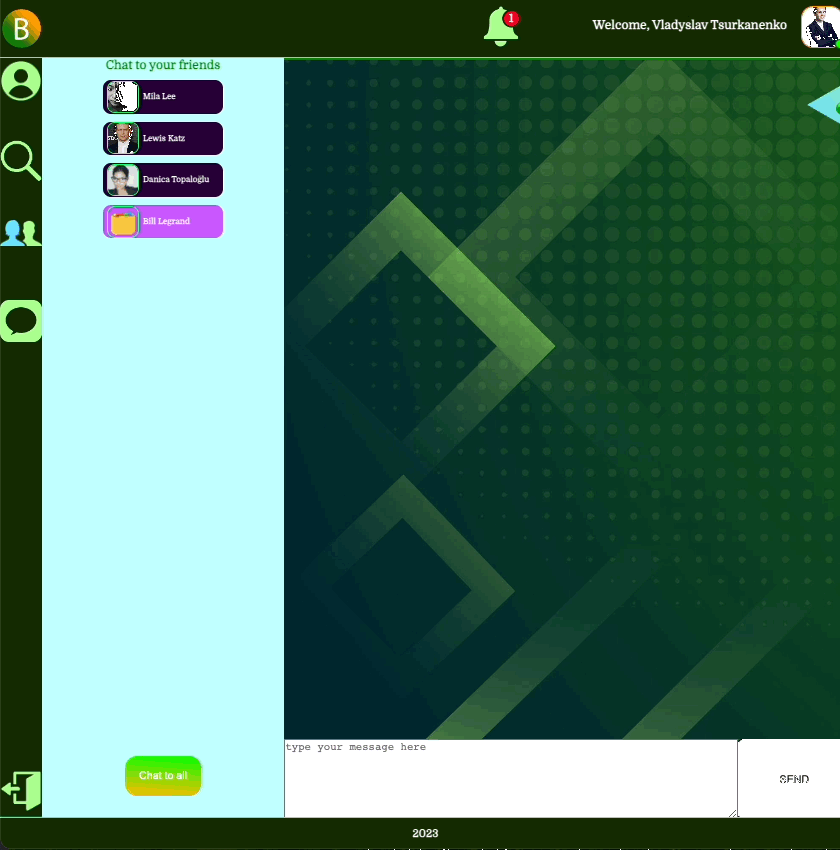 B
1
Welcome, Vladyslav Tsurkanenko
Chat to your friends
Mila Lee
Lewis Katz
Danica Topaloğlu
Bill Legrand
type your message here
Chat to all
SEND
2023